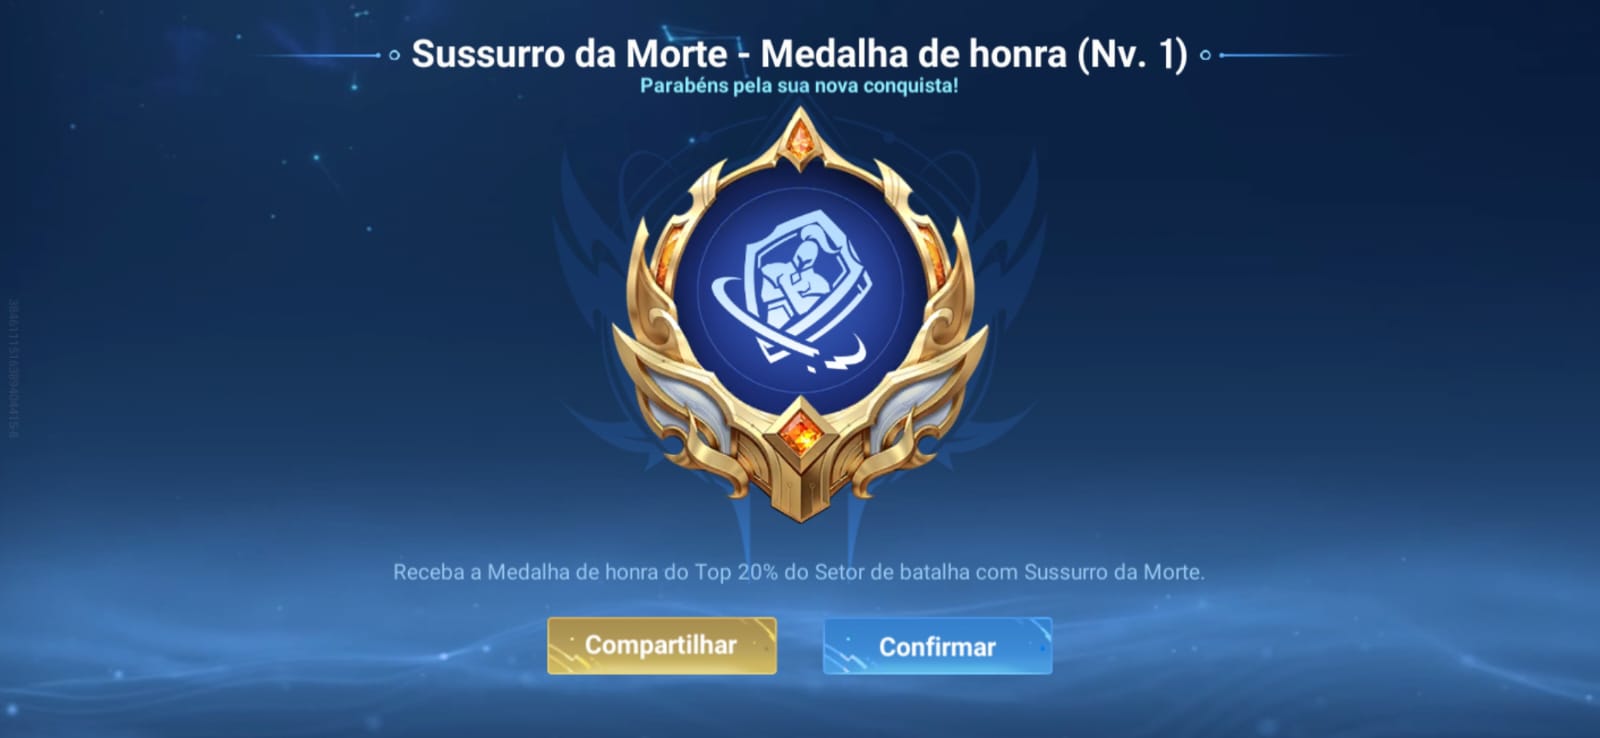 Sussurro da Morte - Medalha de honra (Nv. 1)
Parabéns pela sua nova conquista!
Receba a Medalha de honra do Top 20% do Setor de batalha com Sussurro da Morte.
Compartilhar
Confirmar